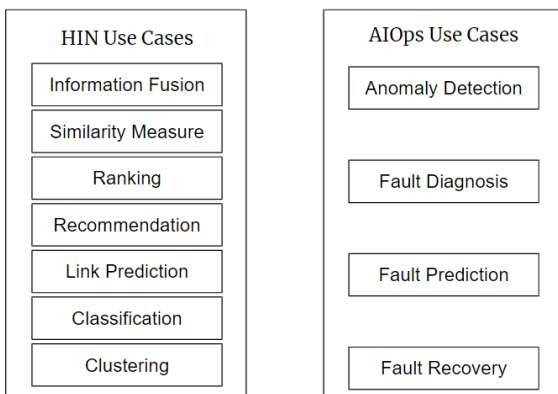 HIN Use Cases
Information Fusion
Similarity Measure
Ranking
Recommendation
Link Prediction
Classification
Clustering
AIOps Use Cases
Anomaly Detection
Fault Diagnosis
Fault Prediction
Fault Recovery